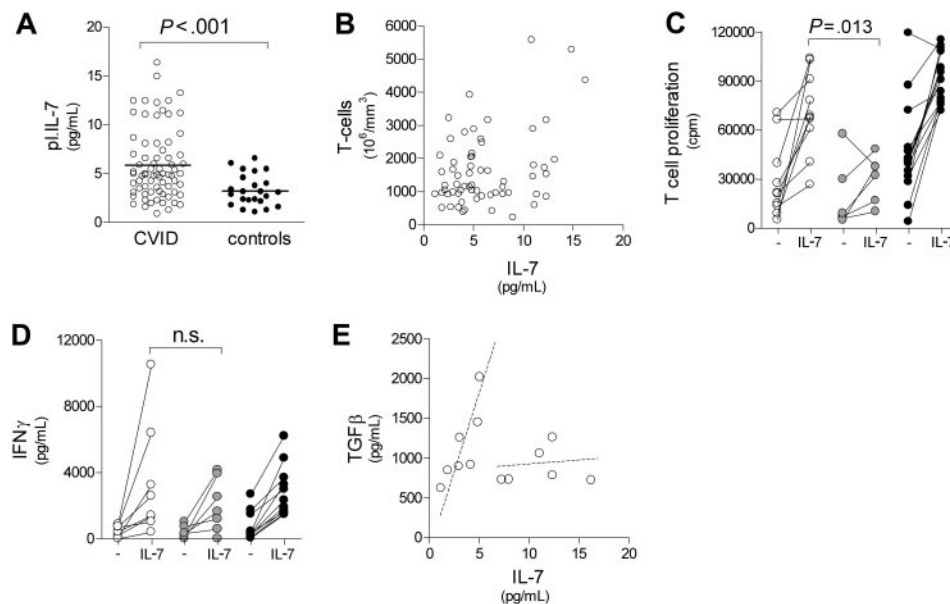 A
P<.001
pl.IL-7
(pg/mL)
20
15
10
5
0
CVID
controls
B
T-cells
(10⁶/mm³)
6000
5000
4000
3000
2000
1000
0
0
5
10
15
20
IL-7
(pg/mL)
C
P=.013
T cell proliferation
(cpm)
120000
90000
60000
30000
0
-
IL-7
-
IL-7
-
IL-7
D
n.s.
IFNγ
(pg/mL)
12000
8000
4000
0
-
IL-7
-
IL-7
-
IL-7
E
TGFβ
(pg/mL)
2500
2000
1500
1000
500
0
0
5
10
15
20
IL-7
(pg/mL)